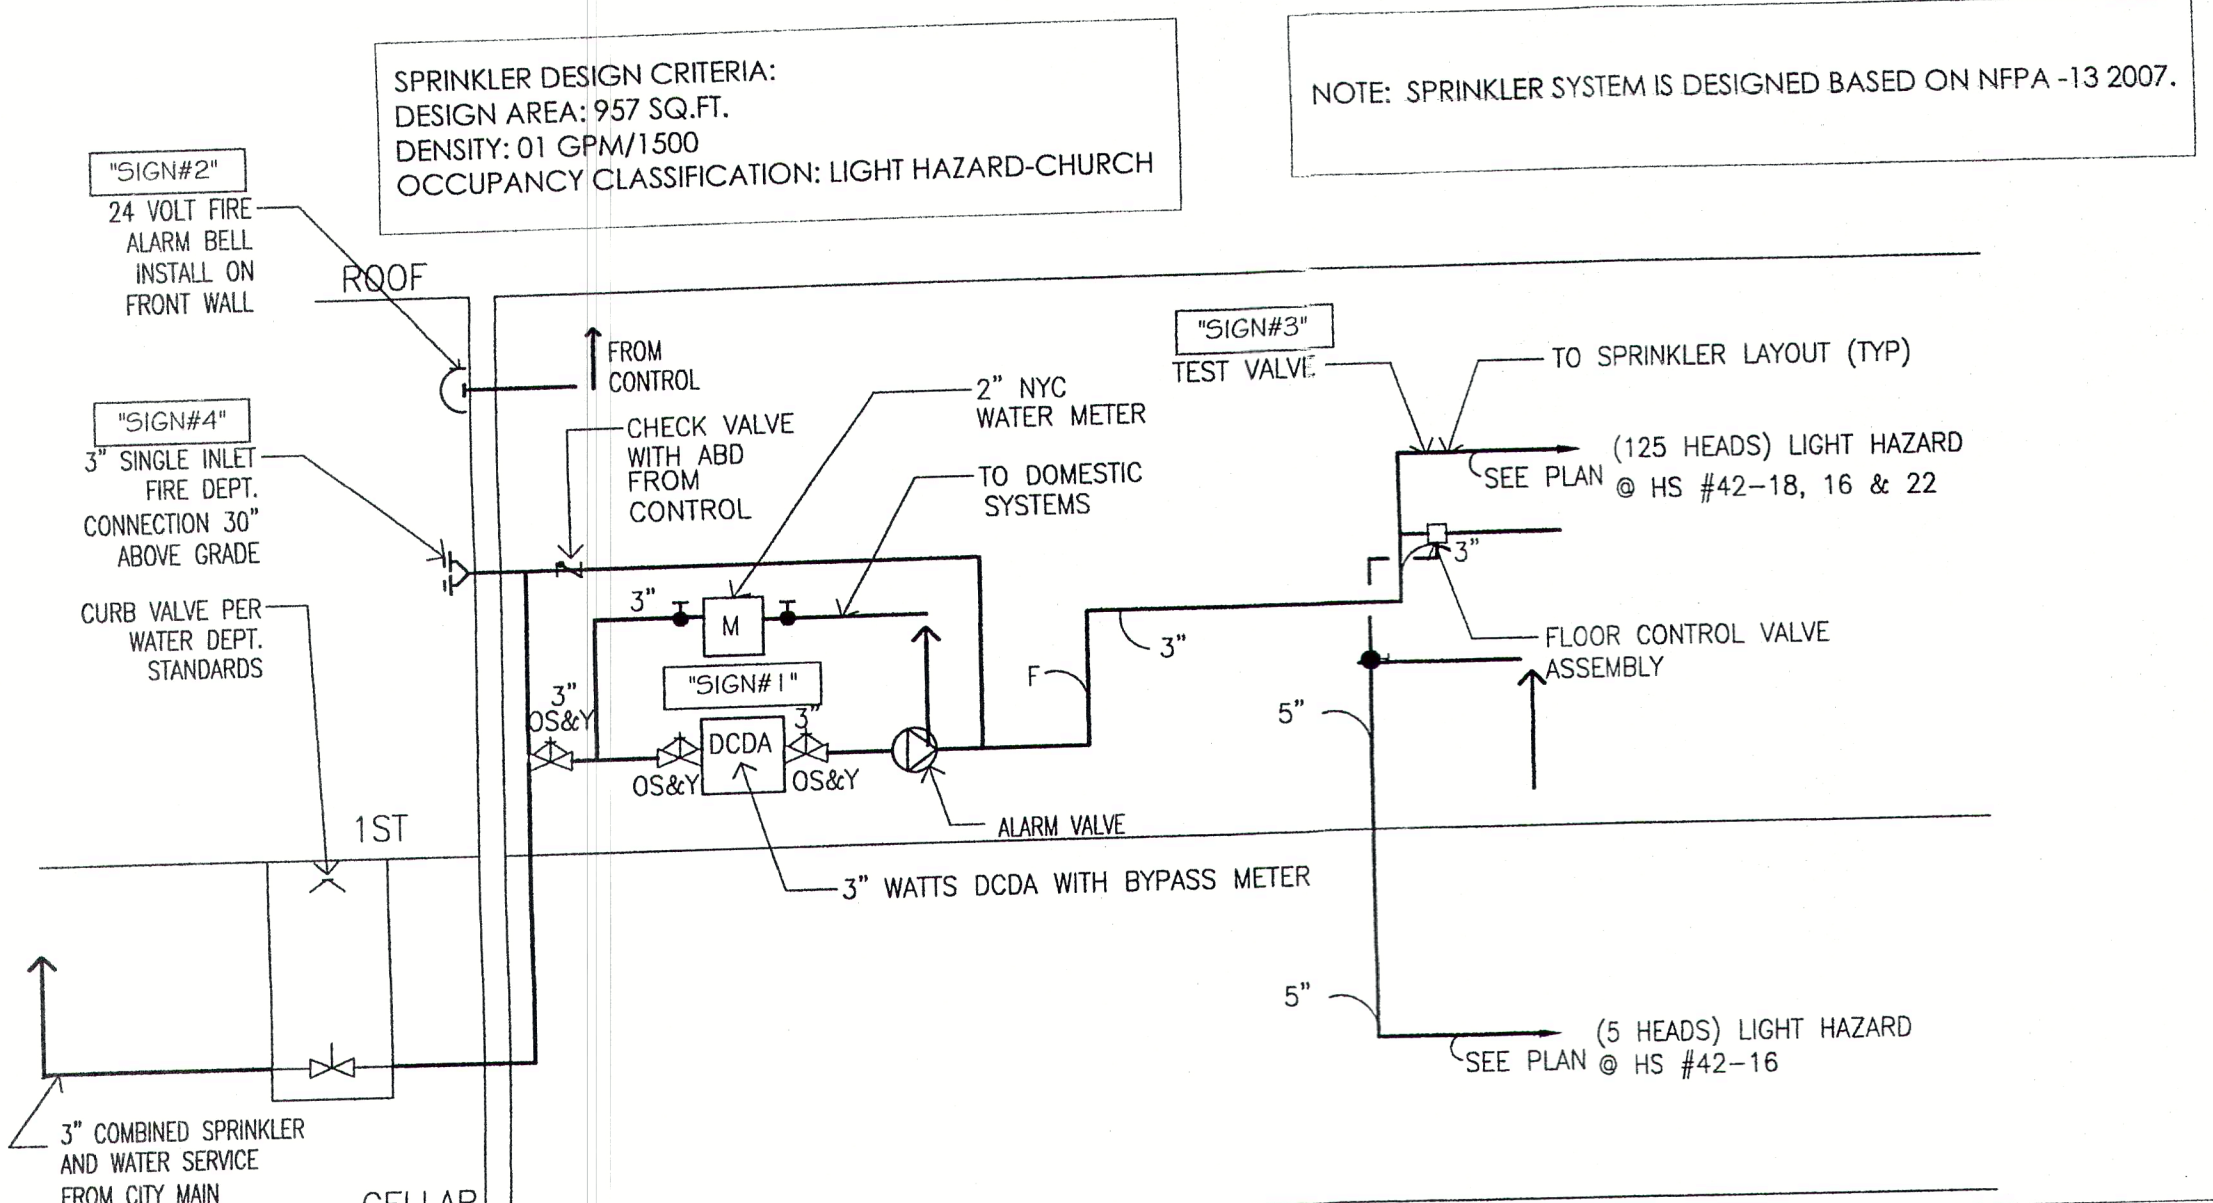 SPRINKLER DESIGN CRITERIA:
DESIGN AREA: 957 SQ.FT.
DENSITY: 01 GPM/1500
OCCUPANCY CLASSIFICATION: LIGHT HAZARD-CHURCH
NOTE: SPRINKLER SYSTEM IS DESIGNED BASED ON NFPA -13 2007.
"SIGN#2"
24 VOLT FIRE
ALARM BELL
INSTALL ON
FRONT WALL
ROOF
FROM
CONTROL
"SIGN#4"
3" SINGLE INLET
FIRE DEPT.
CONNECTION 30"
ABOVE GRADE
CHECK VALVE
WITH ABD
FROM
CONTROL
2" NYC
WATER METER
TO DOMESTIC
SYSTEMS
"SIGN#3"
TEST VALVE
TO SPRINKLER LAYOUT (TYP)
(125 HEADS) LIGHT HAZARD
SEE PLAN @ HS #42-18, 16 & 22
3"
FLOOR CONTROL VALVE
ASSEMBLY
CURB VALVE PER
WATER DEPT.
STANDARDS
3"
M
"SIGN#1"
3"
OS&Y
DCDA
3"
OS&Y
OS&Y
F
3"
5"
ALARM VALVE
1ST
3" WATTS DCDA WITH BYPASS METER
5"
(5 HEADS) LIGHT HAZARD
SEE PLAN @ HS #42-16
3" COMBINED SPRINKLER
AND WATER SERVICE
FROM CITY MAIN
CELLAR